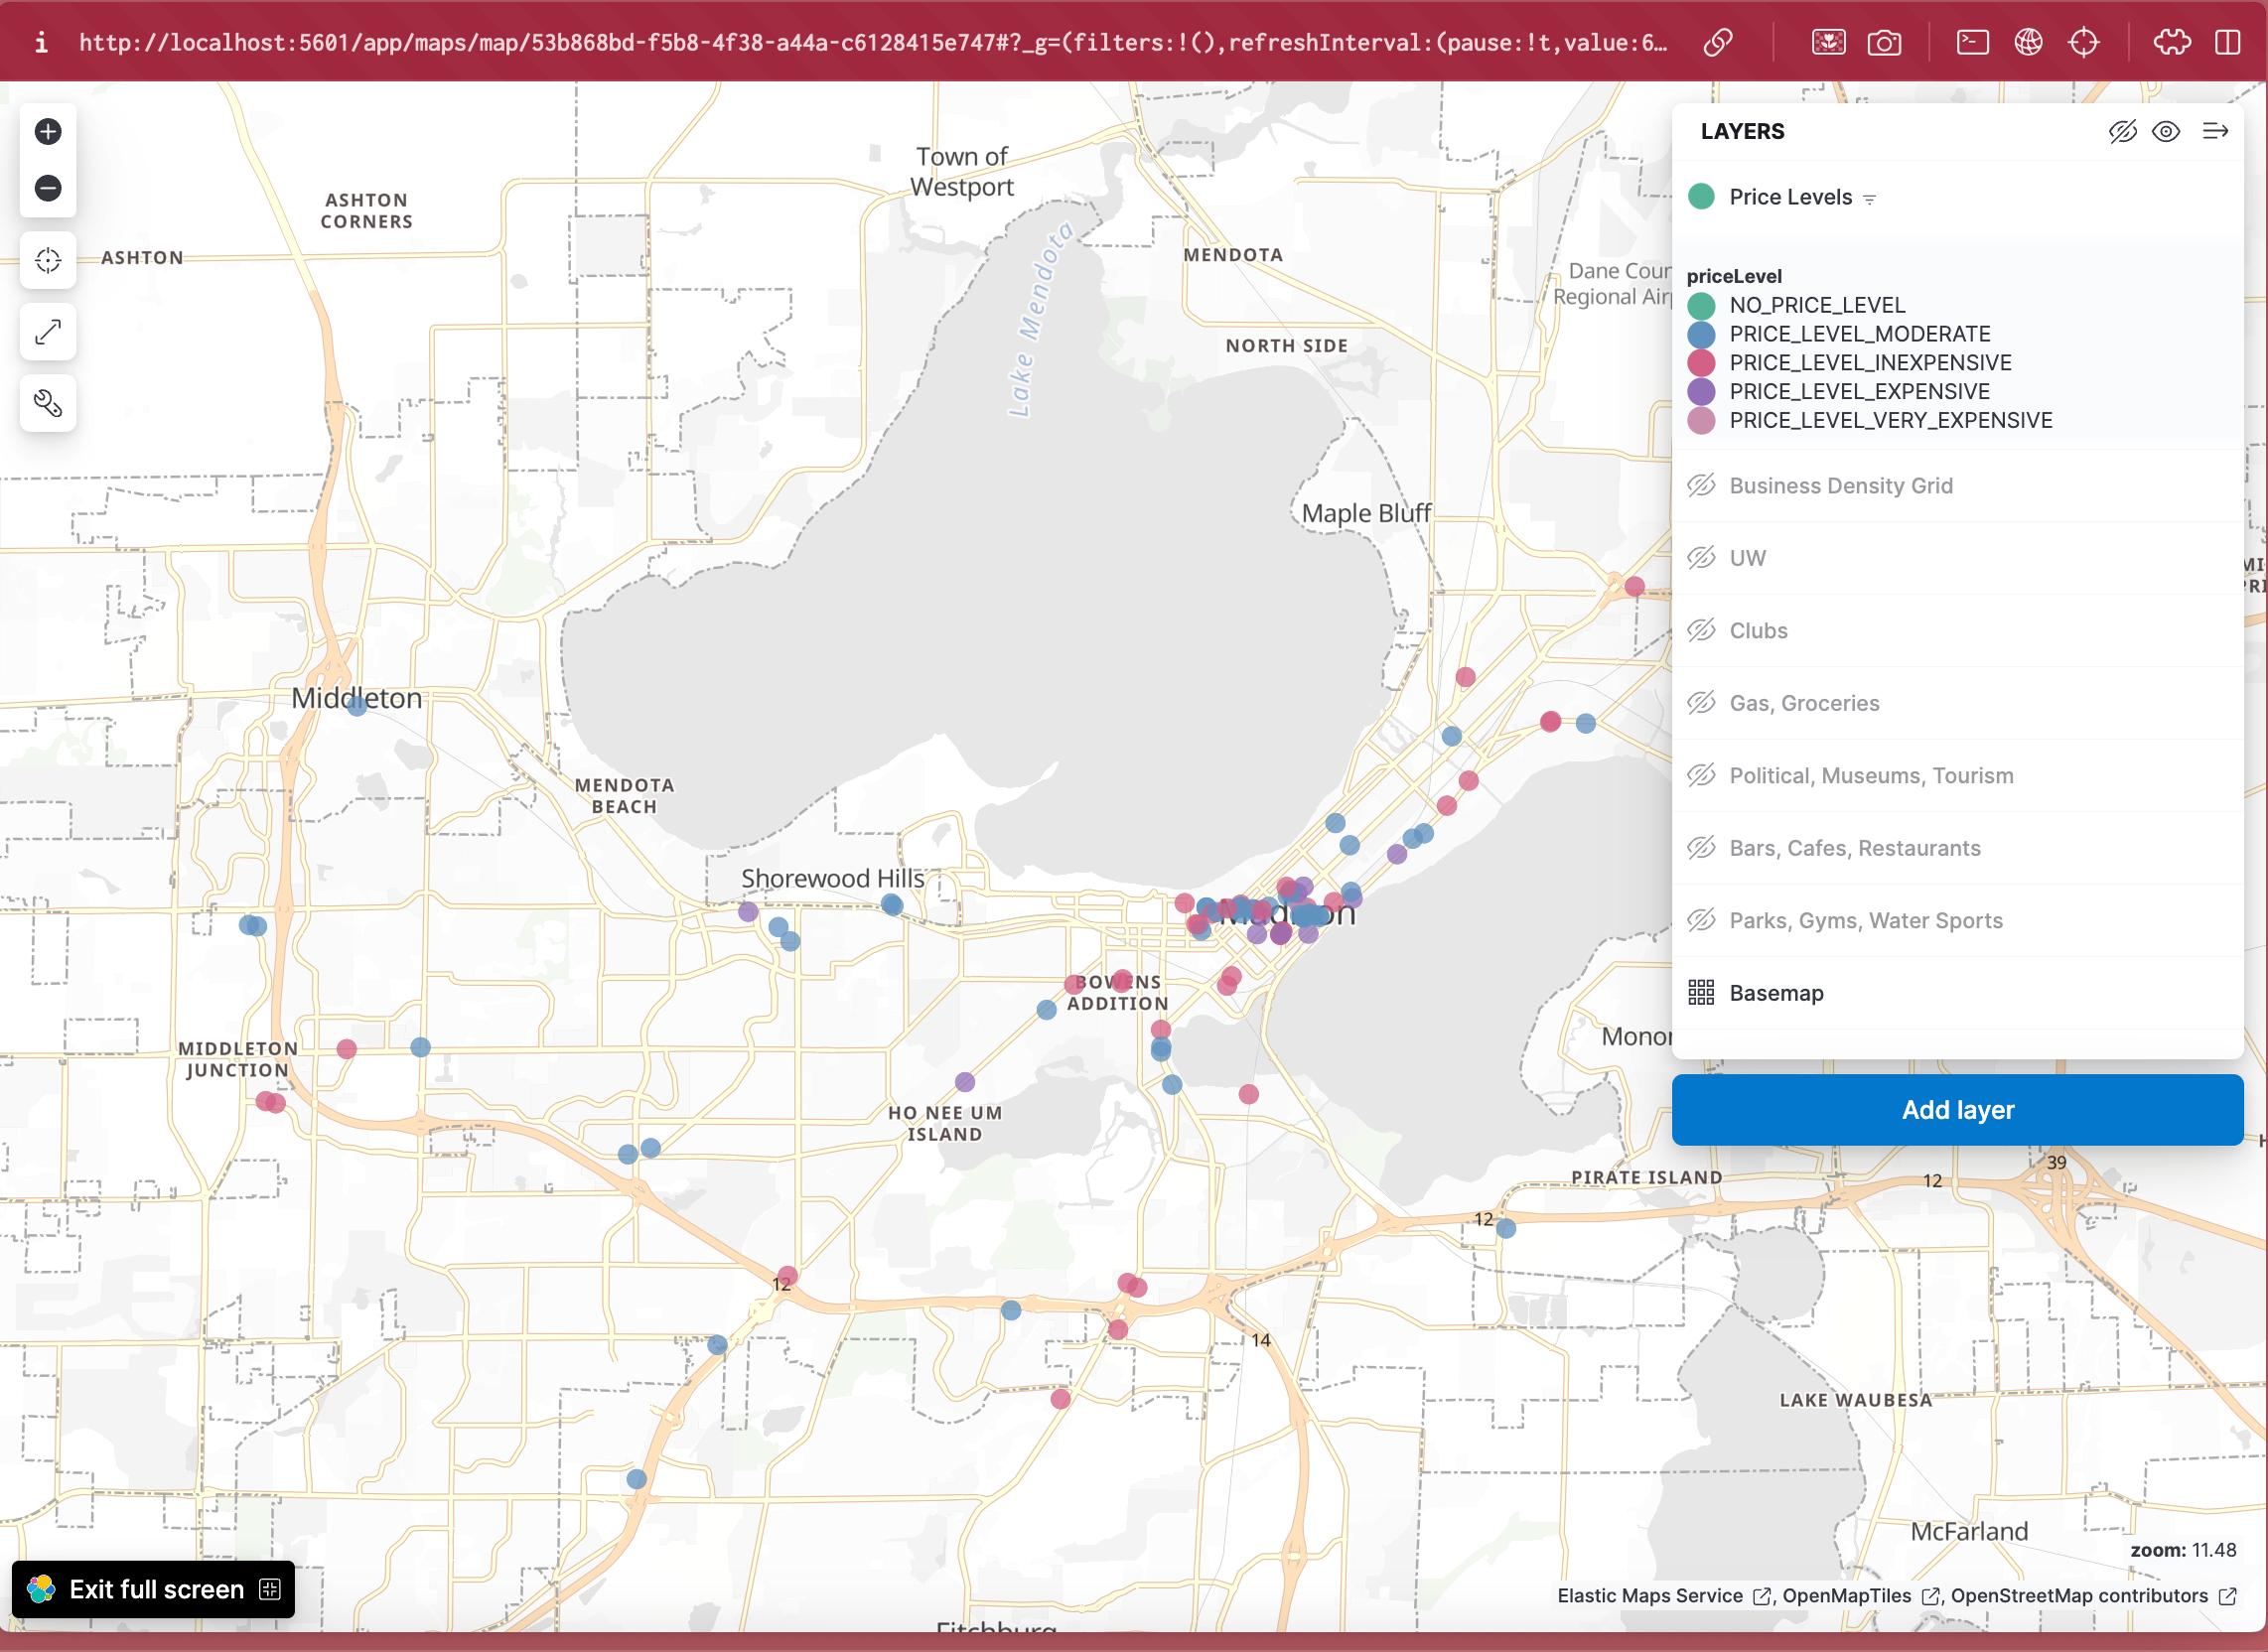 http://localhost:5601/app/maps/map/53b868bd-f5b8-4f38-a44a-c6128415e747#?_g=(filters:!(),refreshInterval:(pause:!t,value:6…
LAYERS
Price Levels
priceLevel
NO_PRICE_LEVEL
PRICE_LEVEL_MODERATE
PRICE_LEVEL_INEXPENSIVE
PRICE_LEVEL_EXPENSIVE
PRICE_LEVEL_VERY_EXPENSIVE
Business Density Grid
UW
Clubs
Gas, Groceries
Political, Museums, Tourism
Bars, Cafes, Restaurants
Parks, Gyms, Water Sports
Basemap
Add layer
Town of
Westport
ASHTON
CORNERS
ASHTON
Lake Mendota
MENDOTA
Dane Coun
Regional Airp
NORTH SIDE
Maple Bluff
Middleton
MENDOTA
BEACH
Shorewood Hills
Madison
BOWENS
ADDITION
Monon
MIDDLETON
JUNCTION
HO NEE UM
ISLAND
PIRATE ISLAND
39
12
12
12
14
LAKE WAUBESA
McFarland
Fitchburg
zoom: 11.48
Exit full screen
Elastic Maps Service , OpenMapTiles , OpenStreetMap contributors